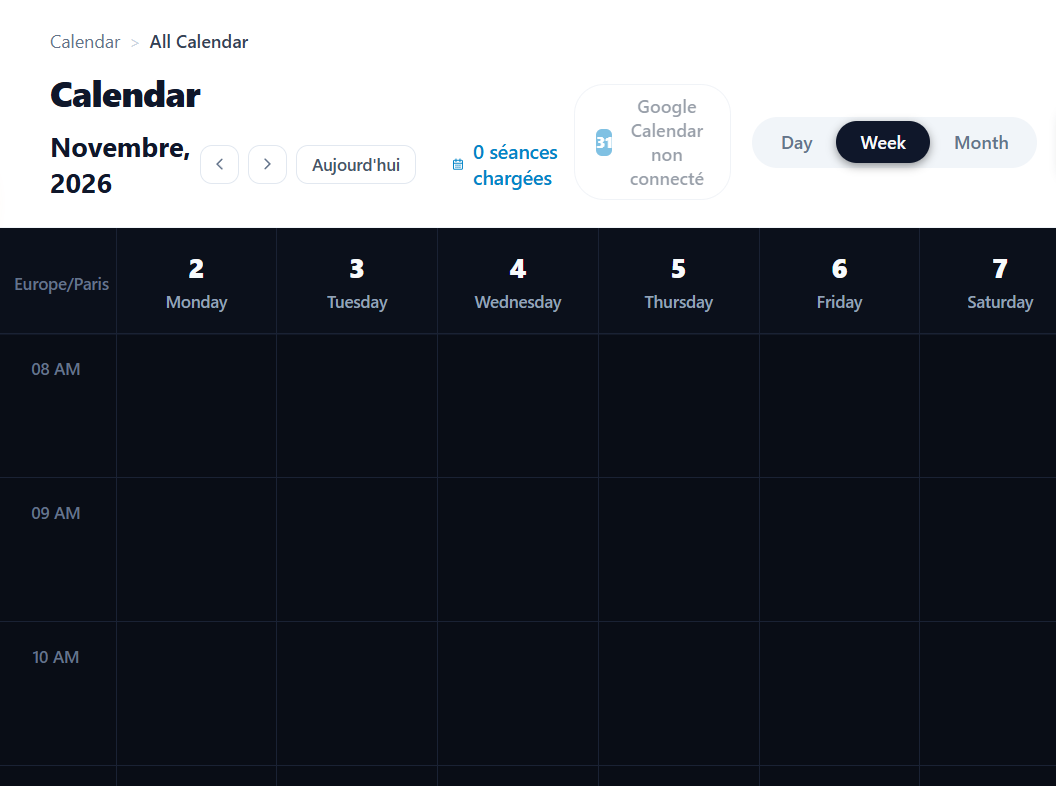 Calendar > All Calendar
Calendar
Novembre,
2026
Aujourd'hui
0 séances
chargées
31
Google
Calendar
non
connecté
Day Week Month
Europe/Paris
2 3 4 5 6 7
Monday Tuesday Wednesday Thursday Friday Saturday
08 AM
09 AM
10 AM